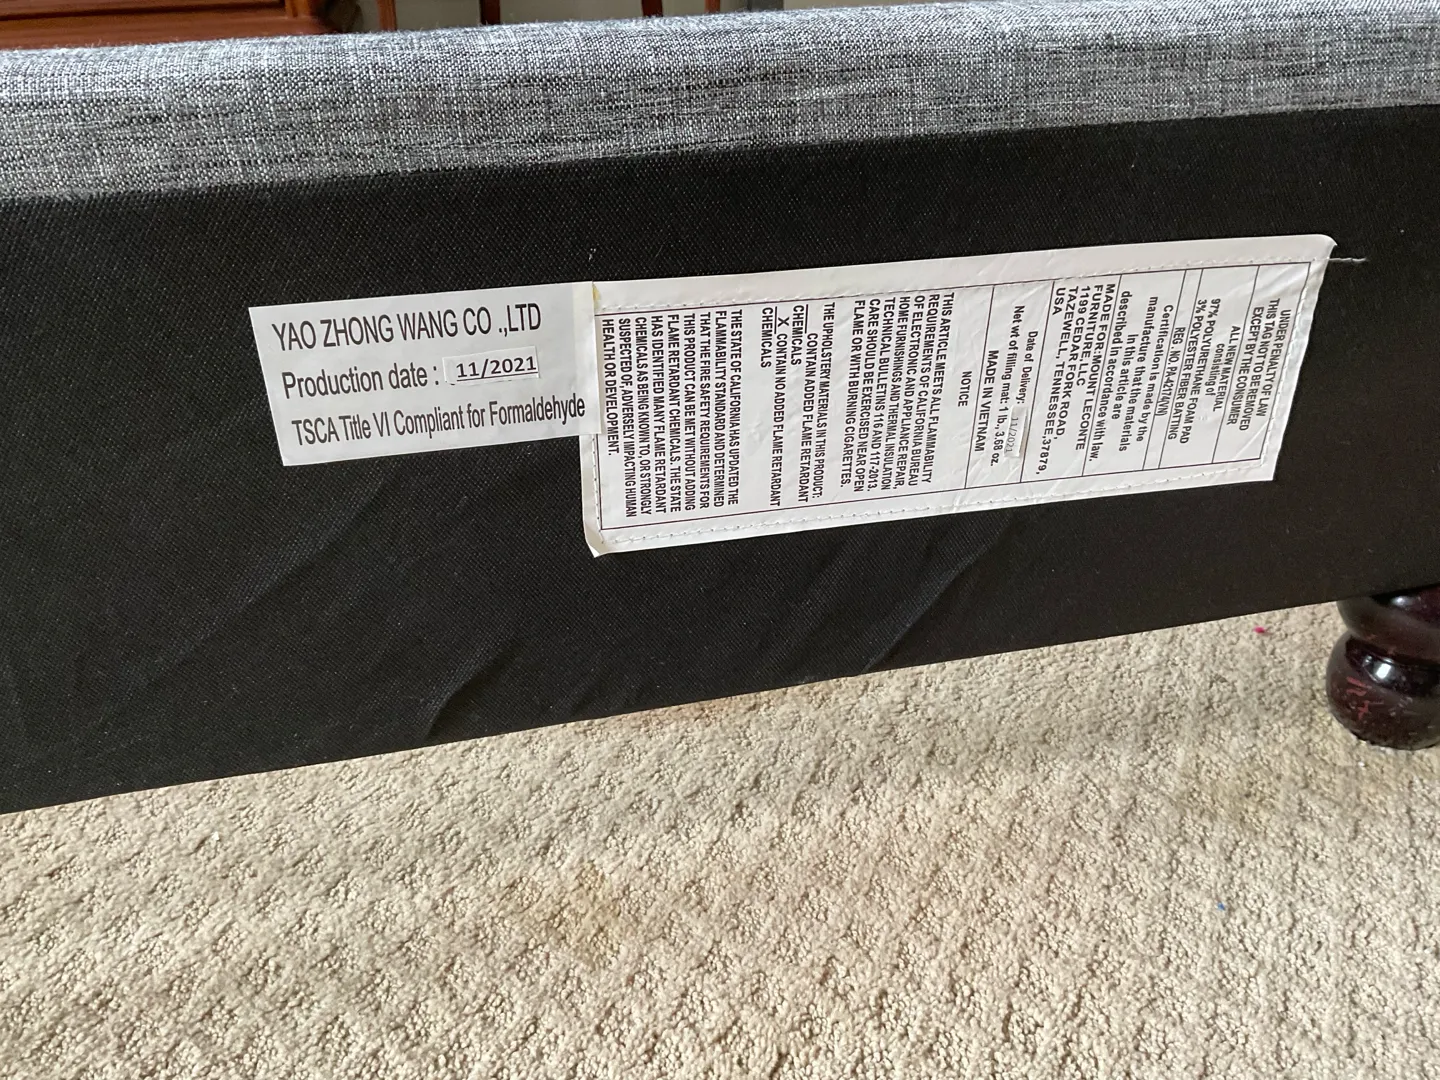 YAO ZHONG WANG CO .,LTD
Production date : 11/2021
TSCA Title VI Compliant for Formaldehyde
UNDER PENALTY OF LAW
THIS TAG NOT TO BE REMOVED
EXCEPT BY THE CONSUMER
ALL NEW MATERIAL
consisting of
97% POLYURETHANE FOAM PAD
3% POLYESTER FIBER BATTING
REG .NO. PA-42174(VN)
Certification is made by the
manufacture that the materials
in this article are
described in accordance with law.
MADE FOR:MOUNT LECONTE
FURNITURE, LLC
1199 CEDAR FORK ROAD,
TAZEWELL, TENNESSEE,37879,
USA
Date of Delivery: 11/2021
Net wt of filling mat: 1 lb., 3.68 oz.
MADE IN VIETNAM
NOTICE
THIS ARTICLE MEETS ALL FLAMMABILITY
REQUIREMENTS OF CALIFORNIA BUREAU
OF ELECTRONIC AND APPLIANCE REPAIR,
HOME FURNISHINGS AND THERMAL INSULATION
TECHNICAL BULLETINS 116 AND 117-2013.
CARE SHOULD BE EXERCISED NEAR OPEN
FLAME OR WITH BURNING CIGARETTES.
THE UPHOLSTERY MATERIALS IN THIS PRODUCT:
CONTAIN ADDED FLAME RETARDANT
CHEMICALS
X CONTAIN NO ADDED FLAME RETARDANT
CHEMICALS
THE STATE OF CALIFORNIA HAS UPDATED THE
FLAMMABILITY STANDARD AND DETERMINED
THAT THE FIRE SAFETY REQUIREMENTS FOR
THIS PRODUCT CAN BE MET WITHOUT ADDING
FLAME RETARDANT CHEMICALS. THE STATE
HAS IDENTIFIED MANY FLAME RETARDANT
CHEMICALS AS BEING KNOWN TO, OR STRONGLY
SUSPECTED OF, ADVERSELY IMPACTING HUMAN
HEALTH OR DEVELOPMENT.